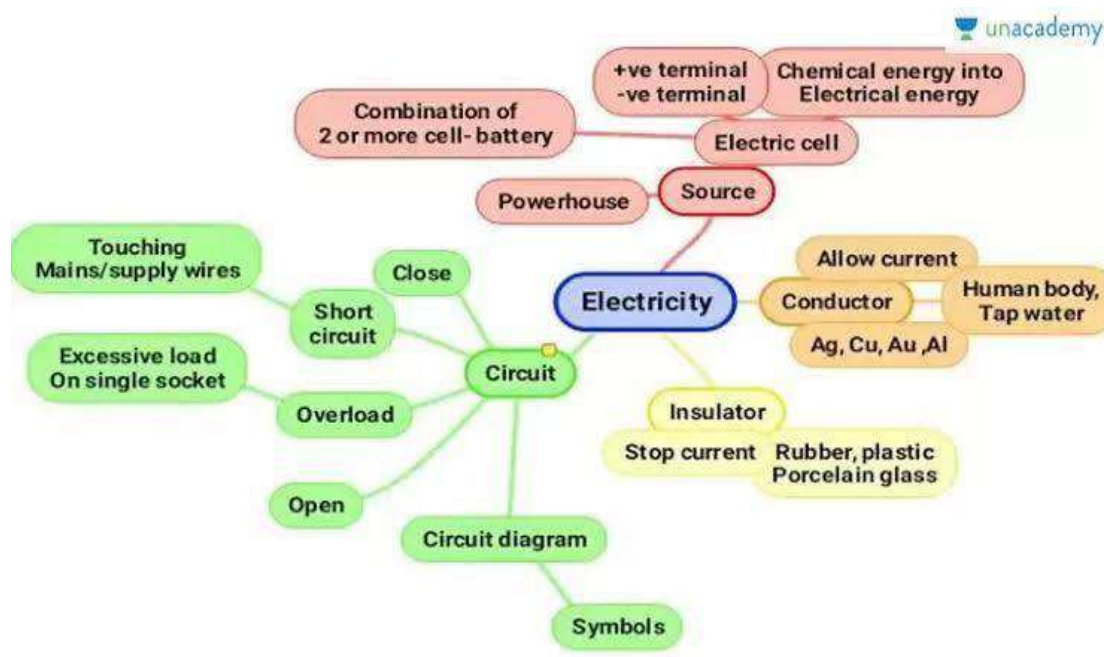 unacademy
+ve terminal
-ve terminal
Chemical energy into
Electrical energy
Combination of
2 or more cell- battery
Electric cell
Powerhouse
Source
Touching
Mains/supply wires
Close
Short
circuit
Electricity
Allow current
Conductor
Human body,
Tap water
Ag, Cu, Au ,Al
Excessive load
On single socket
Circuit
Overload
Insulator
Stop current
Rubber, plastic
Porcelain glass
Open
Circuit diagram
Symbols